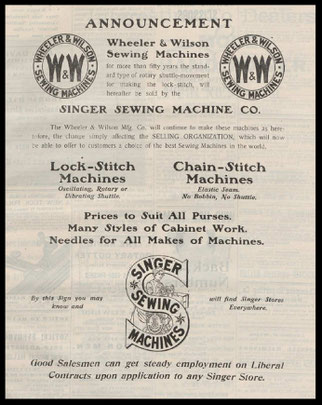 ANNOUNCEMENT
WHEELER & WILSON
W&W
SEWING MACHINES
Wheeler & Wilson
Sewing Machines
for more than fifty years the stand-
ard type of rotary shuttle-movement
for making the lock-stitch, will
hereafter be sold by the
WHEELER & WILSON
W&W
SEWING MACHINES
SINGER SEWING MACHINE CO.
The Wheeler & Wilson Mfg. Co. will continue to make these machines as here-
tofore, the change simply affecting the SELLING ORGANIZATION, which will now
be able to offer to customers a choice of the best Sewing Machines in the world.
Lock-Stitch
Machines
Oscillating, Rotary or
Vibrating Shuttle.
Chain-Stitch
Machines
Elastic Seam.
No Bobbin, No Shuttle.
Prices to Suit All Purses.
Many Styles of Cabinet Work.
Needles for All Makes of Machines.
By this Sign you may
know and
SINGER
SEWING
MACHINES
will find Singer Stores
Everywhere.
Good Salesmen can get steady employment on Liberal
Contracts upon application to any Singer Store.